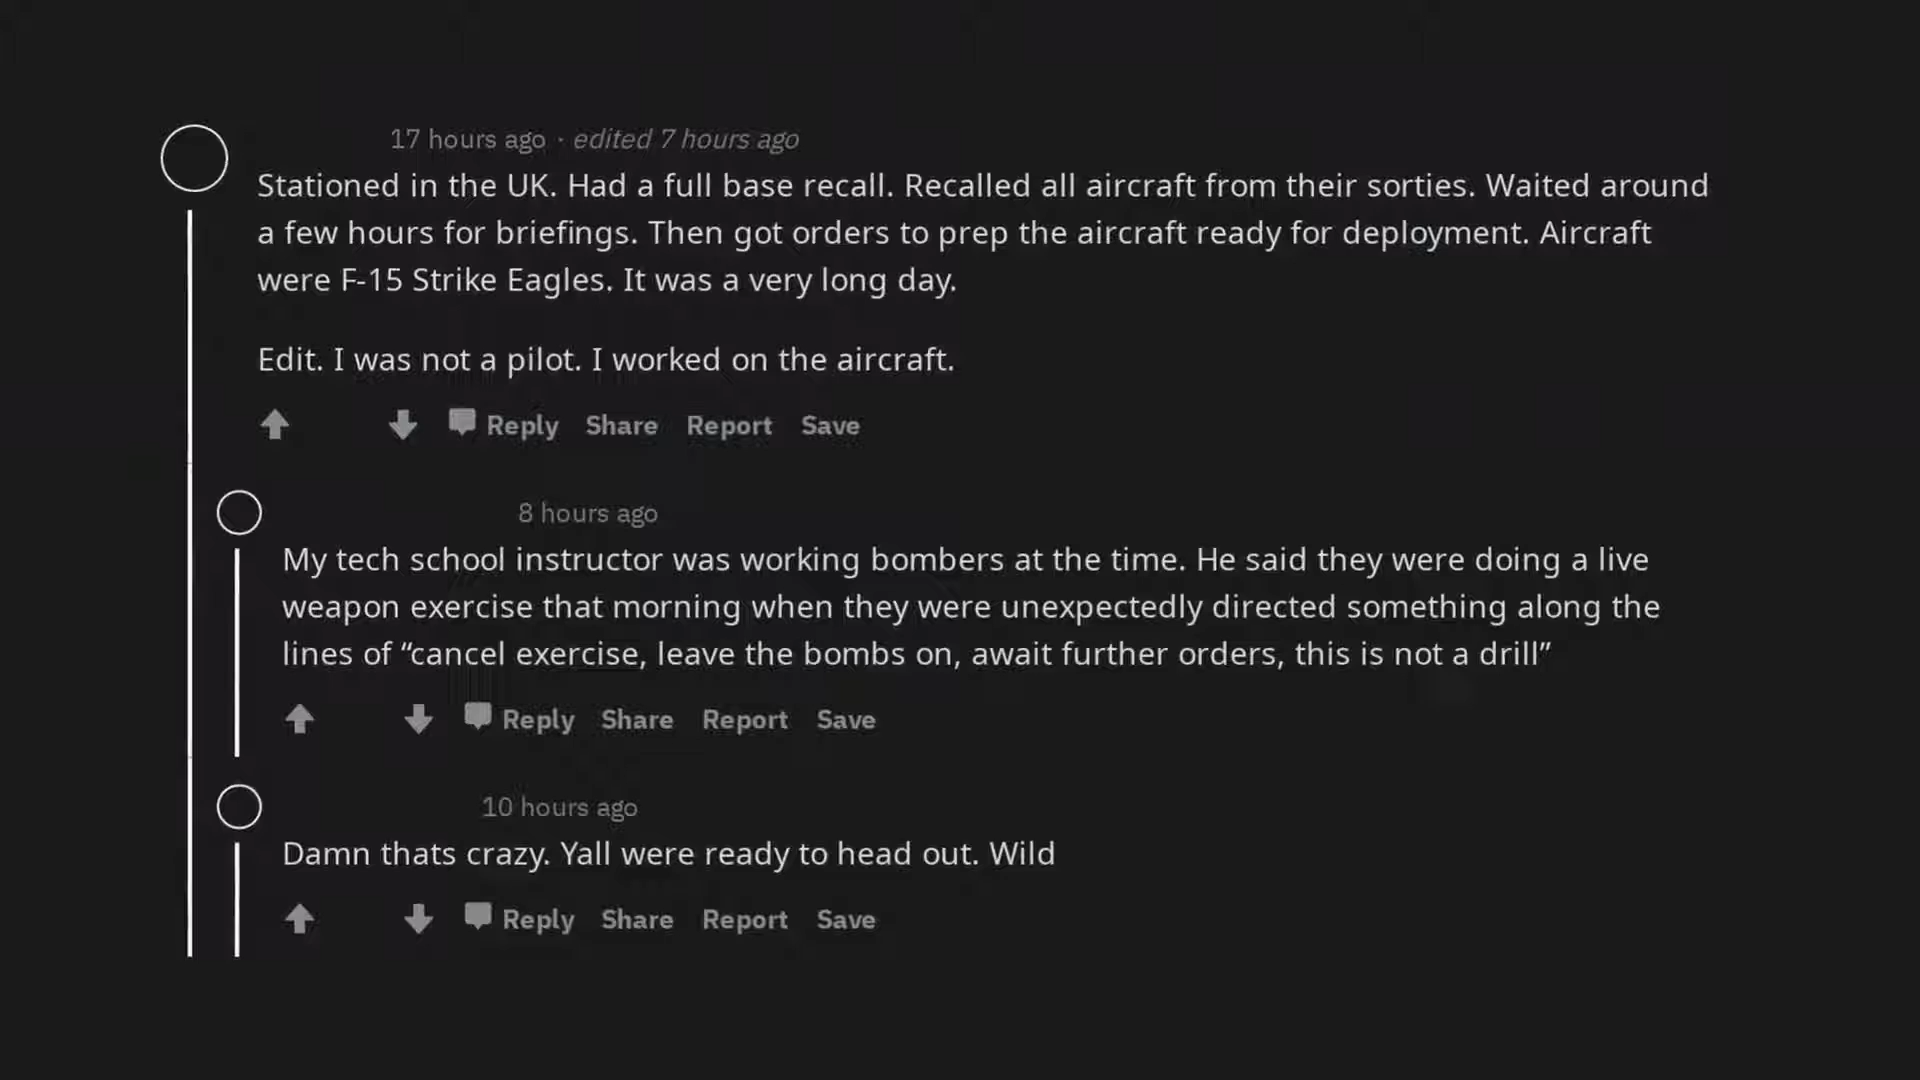 17 hours ago · edited 7 hours ago
Stationed in the UK. Had a full base recall. Recalled all aircraft from their sorties. Waited around
a few hours for briefings. Then got orders to prep the aircraft ready for deployment. Aircraft
were F-15 Strike Eagles. It was a very long day.
Edit. I was not a pilot. I worked on the aircraft.
Reply Share Report Save
8 hours ago
My tech school instructor was working bombers at the time. He said they were doing a live
weapon exercise that morning when they were unexpectedly directed something along the
lines of “cancel exercise, leave the bombs on, await further orders, this is not a drill”
Reply Share Report Save
10 hours ago
Damn thats crazy. Yall were ready to head out. Wild
Reply Share Report Save